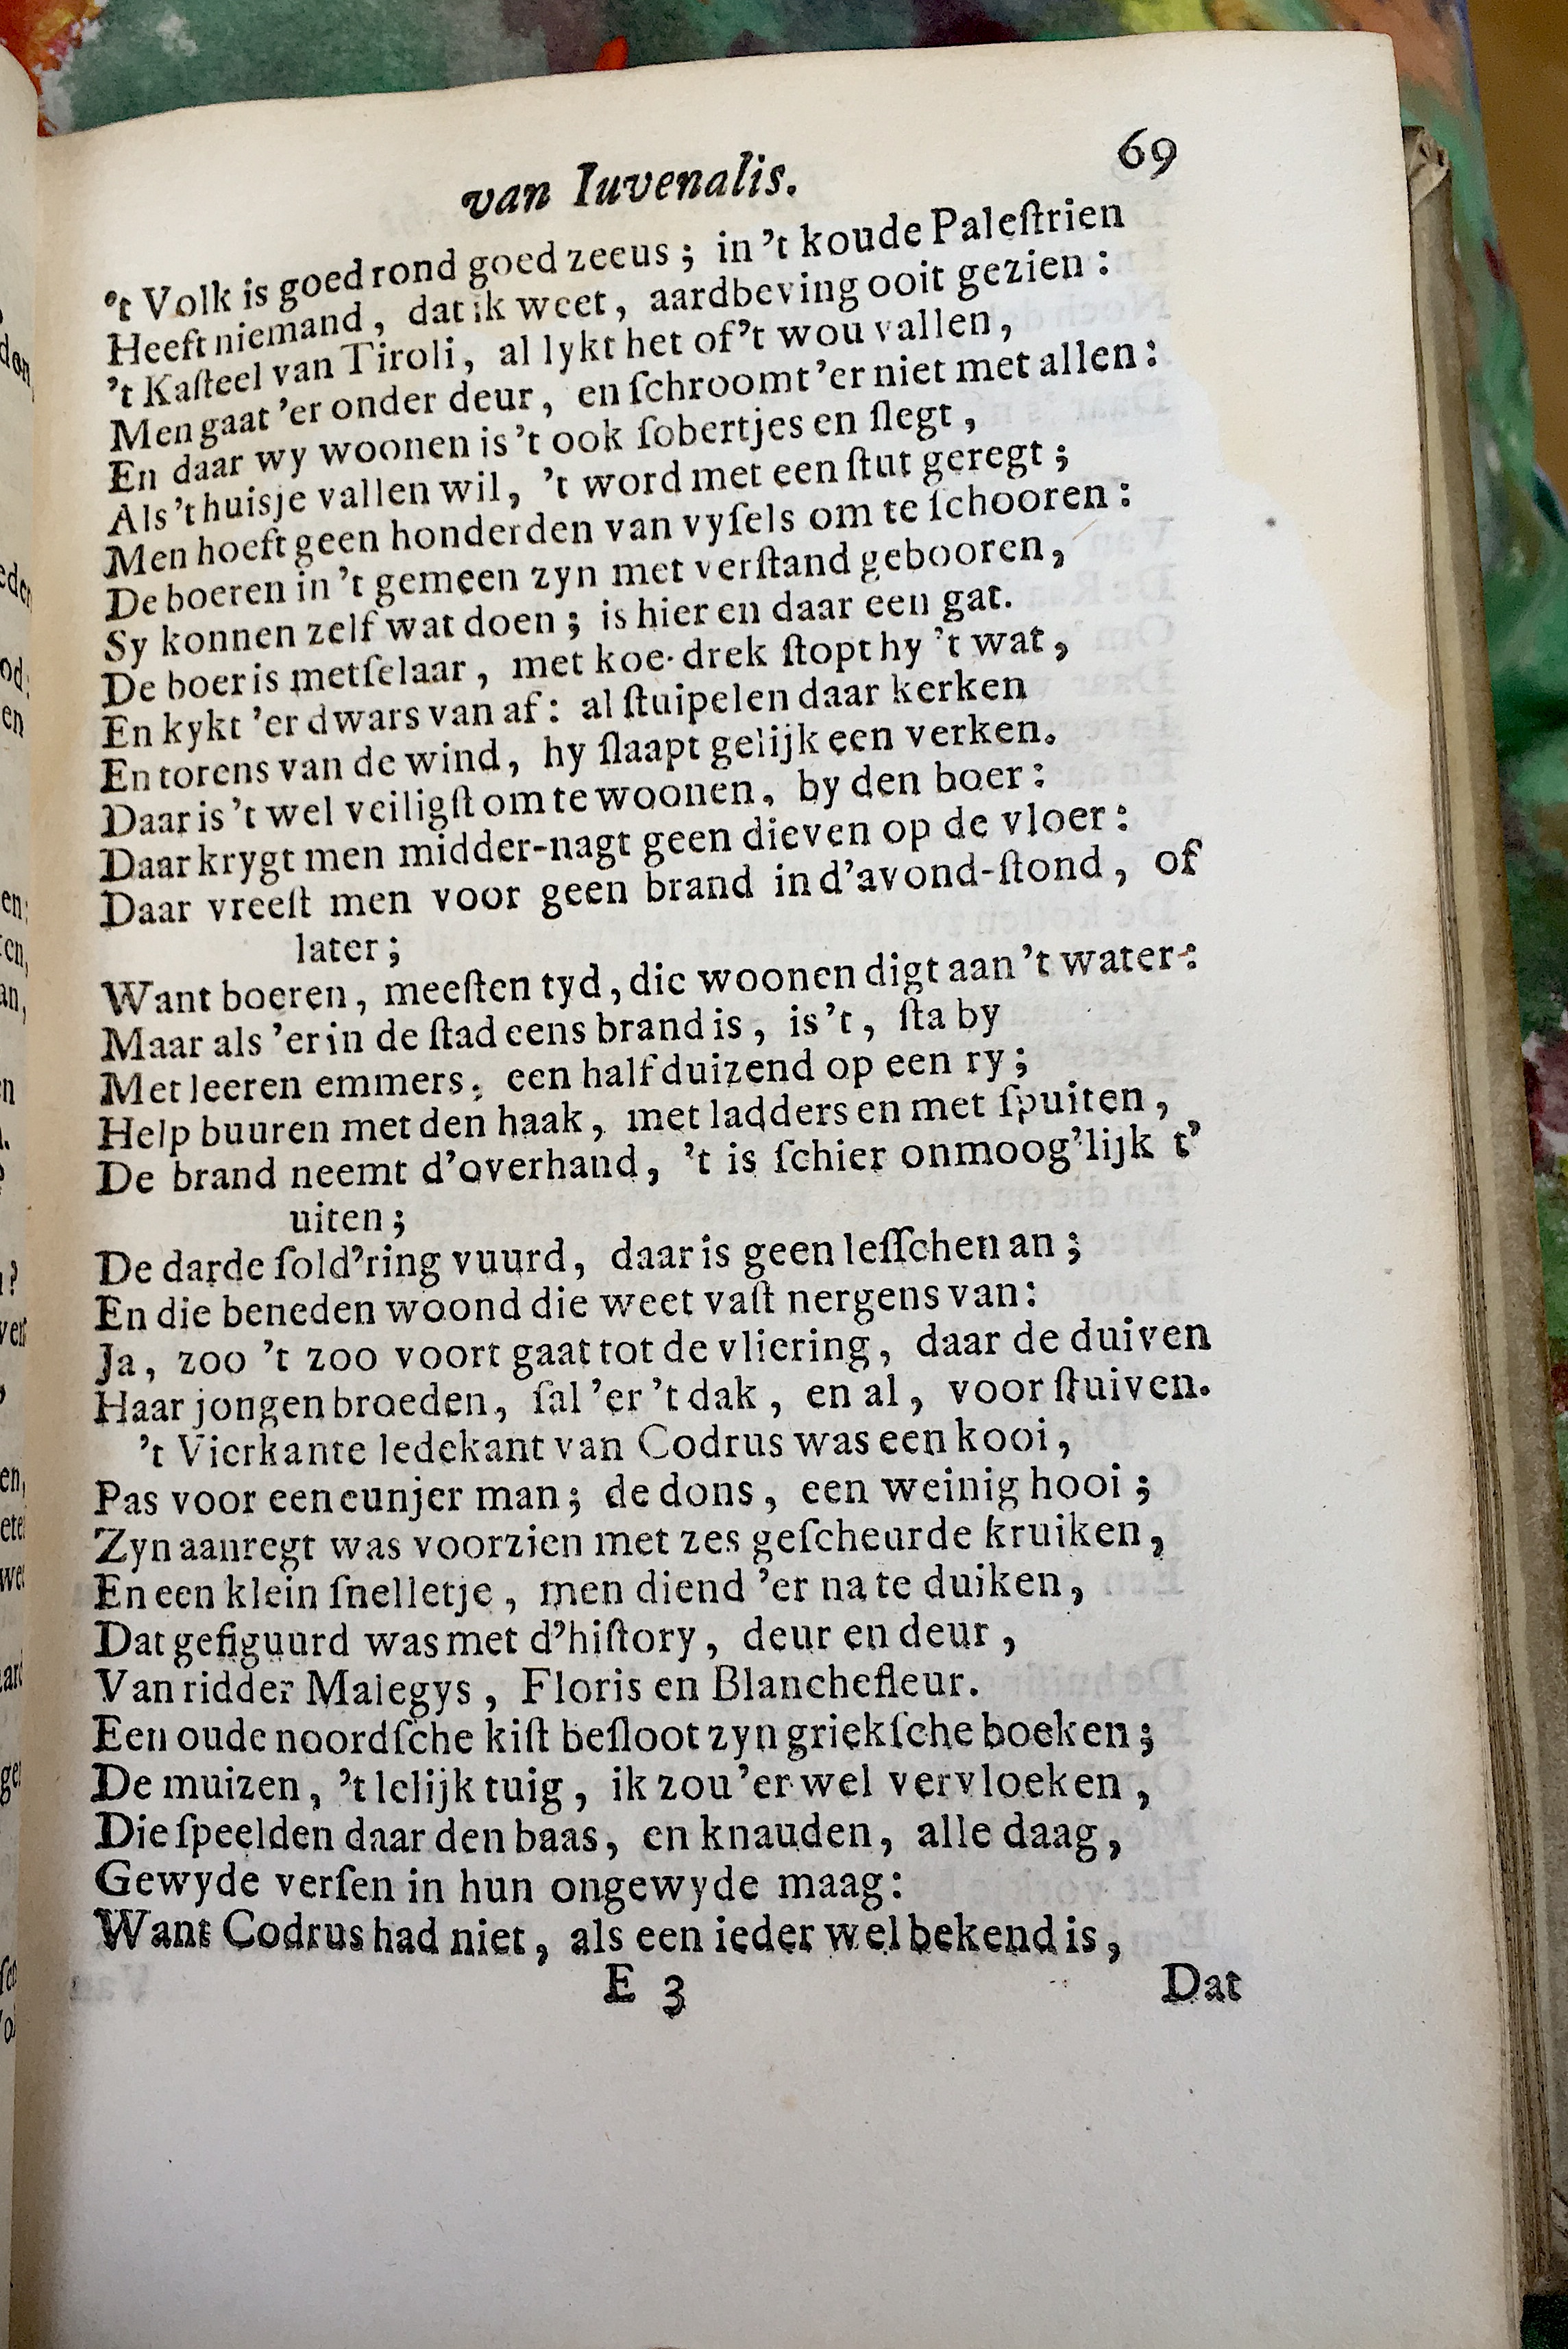 van Iuvenalis. 69
't Volk is goed rond goed zeeus; in 't koude Paleſtrien
Heeft niemand, dat ik weet, aardbeving ooit gezien:
't Kaſteel van Tiroli, al lykt het of 't wou vallen,
Men gaat 'er onder deur, en ſchroomt 'er niet met allen:
En daar wy woonen is 't ook ſobertjes en ſlegt,
Als 't huisje vallen wil, 't word met een ſtut geregt;
Men hoeft geen honderden van vyſels om te ſchooren:
De boeren in 't gemeen zyn met verſtand gebooren,
Sy konnen zelf wat doen; is hier en daar een gat.
De boer is metſelaar, met koe-drek ſtopt hy 't wat,
En kykt 'er dwars van af: al ſtuipelen daar kerken
En torens van de wind, hy ſlaapt gelijk een verken.
Daar is 't wel veiligſt om te woonen, by den boer:
Daar krygt men midder-nagt geen dieven op de vloer:
Daar vreeſt men voor geen brand in d'avond-ſtond, of
later;
Want boeren, meeſten tyd, die woonen digt aan 't water:
Maar als 'er in de ſtad eens brand is, is 't, ſta by
Met leeren emmers, een half duizend op een ry;
Help buuren met den haak, met ladders en met ſpuiten,
De brand neemt d'overhand, 't is ſchier onmoog'lijk t'
uiten;
De darde ſold'ring vuurd, daar is geen leſſchen an;
En die beneden woond die weet vaſt nergens van:
Ja, zoo 't zoo voort gaat tot de vliering, daar de duiven
Haar jongen broeden, ſal 'er 't dak, en al, voor ſtuiven.
't Vierkante ledekant van Codrus was een kooi,
Pas voor een eunjer man; de dons, een weinig hooi;
Zyn aanregt was voorzien met zes geſcheurde kruiken,
En een klein ſnelletje, men diend 'er na te duiken,
Dat gefiguurd was met d'hiſtory, deur en deur,
Van ridder Malegys, Floris en Blanchefleur.
Een oude noordſche kiſt beſloot zyn griekſche boeken;
De muizen, 't lelijk tuig, ik zou 'er wel vervloeken,
Die ſpeelden daar den baas, en knauden, alle daag,
Gewyde verſen in hun ongewyde maag:
Want Codrus had niet, als een ieder wel bekend is,
E 3 Dat